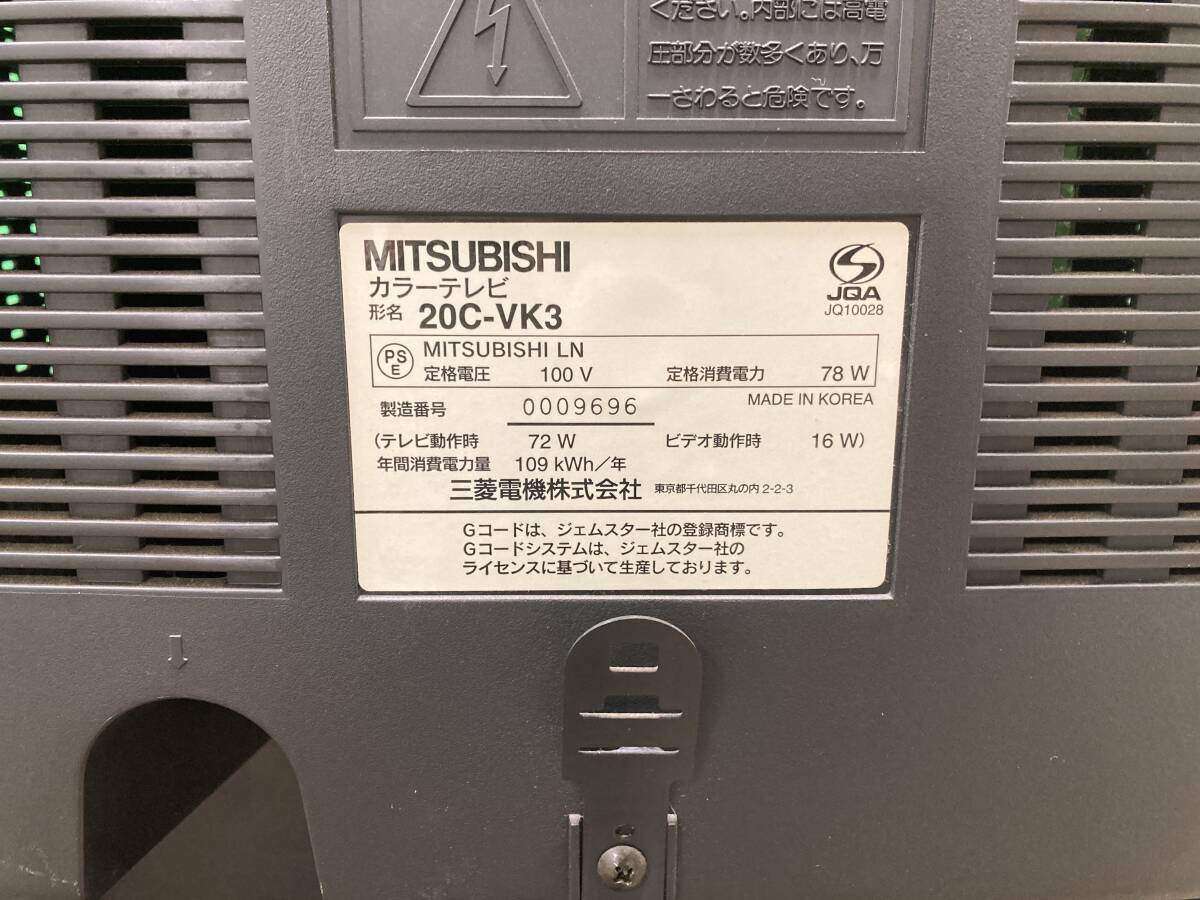 ください。内部には高電
圧部分が数多くあり、万
一さわると危険です。
MITSUBISHI
カラーテレビ
形名 20C-VK3
JQA
JQ10028
PSE MITSUBISHI LN
定格電圧 100 V 定格消費電力 78 W
製造番号 0009696 MADE IN KOREA
(テレビ動作時 72 W ビデオ動作時 16 W)
年間消費電力量 109 kWh/年
三菱電機株式会社 東京都千代田区丸の内 2-2-3
Gコードは、ジェムスター社の登録商標です。
Gコードシステムは、ジェムスター社の
ライセンスに基づいて生産しております。